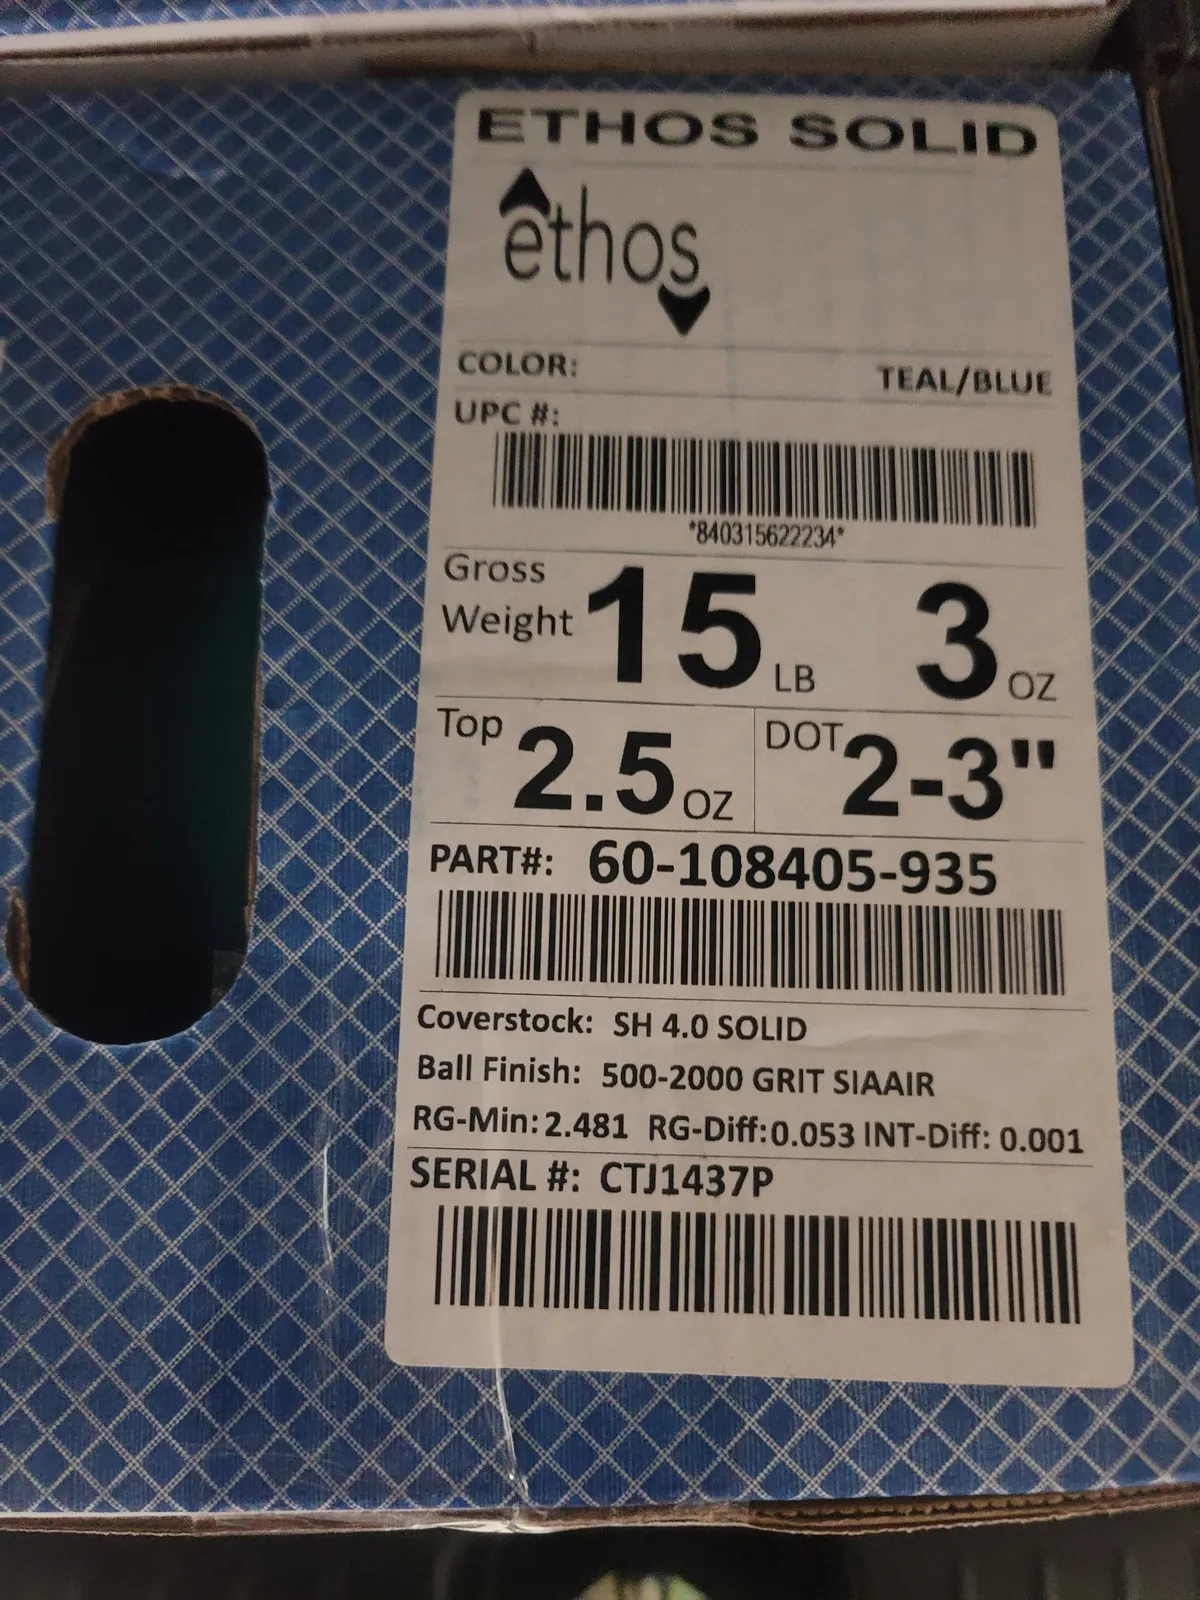 ETHOS SOLID
ethos
COLOR: TEAL/BLUE
UPC #:
*840315622234*
Gross Weight 15 LB 3 OZ
Top 2.5 OZ DOT 2-3"
PART#: 60-108405-935
Coverstock: SH 4.0 SOLID
Ball Finish: 500-2000 GRIT SIAAIR
RG-Min: 2.481 RG-Diff: 0.053 INT-Diff: 0.001
SERIAL #: CTJ1437P